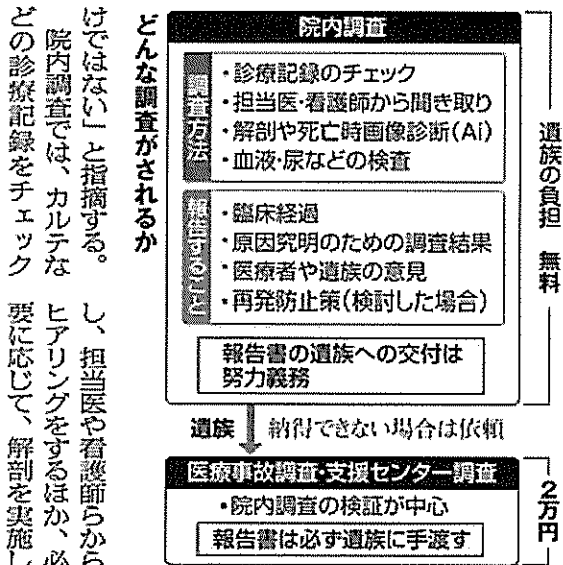 どんな調査がされるか
院内調査
調査方法
・診療記録のチェック
・担当医・看護師から聞き取り
・解剖や死亡時画像診断(Ai)
・血液・尿などの検査
報告すること
・臨床経過
・原因究明のための調査結果
・医療者や遺族の意見
・再発防止策(検討した場合)
報告書の遺族への交付は
努力義務
遺族の負担 無料
遺族 納得できない場合は依頼
医療事故調査・支援センター調査
・院内調査の検証が中心
報告書は必ず遺族に手渡す
2万円
けではない」と指摘する。
院内調査では、カルテな
どの診療記録をチェック
し、担当医や看護師らから
ヒアリングをするほか、必
要に応じて、解剖を実施し